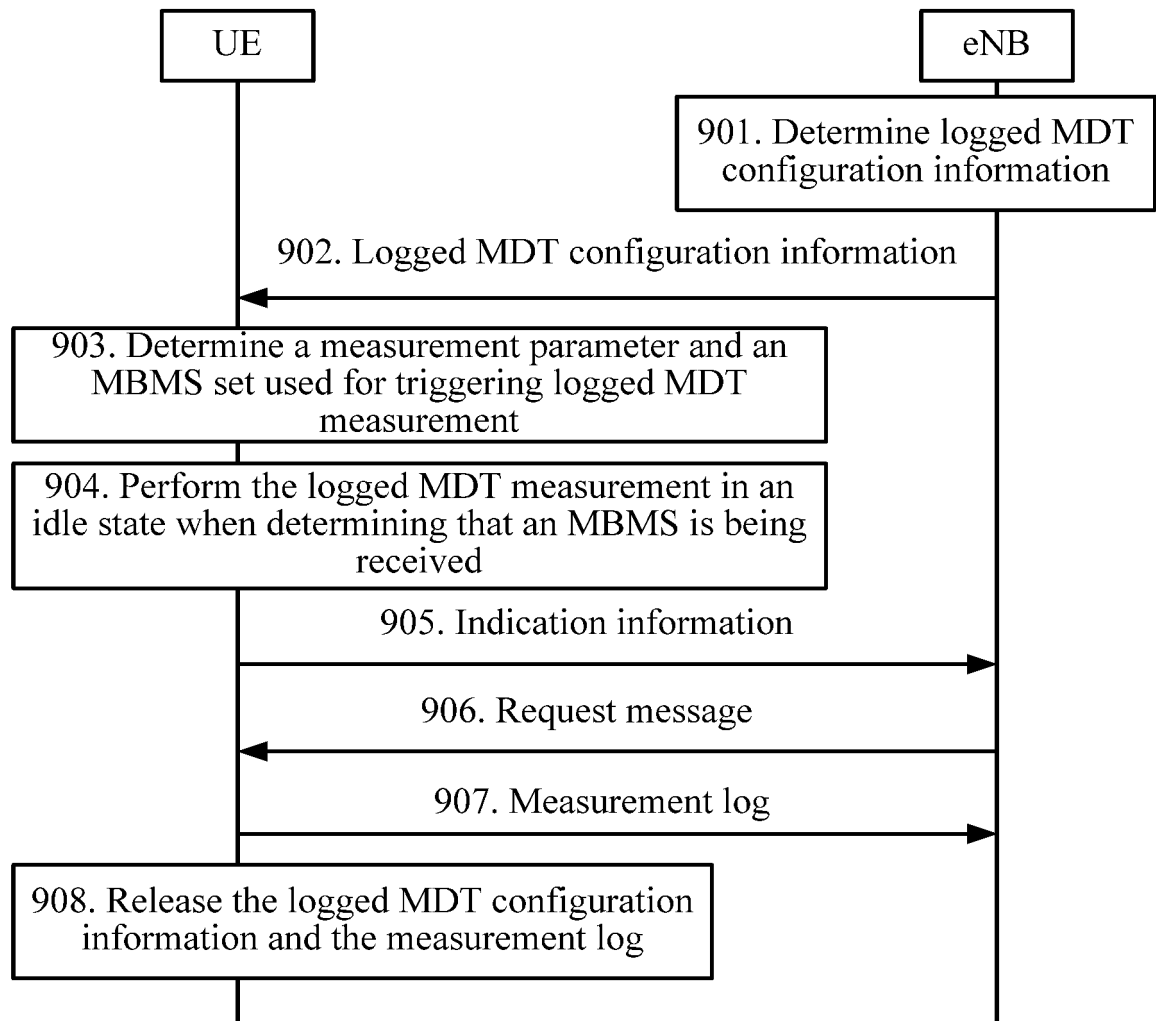 UE
eNB
901. Determine logged MDT
configuration information
902. Logged MDT configuration information
903. Determine a measurement parameter and an
MBMS set used for triggering logged MDT
measurement
904. Perform the logged MDT measurement in an
idle state when determining that an MBMS is being
received
905. Indication information
906. Request message
907. Measurement log
908. Release the logged MDT configuration
information and the measurement log